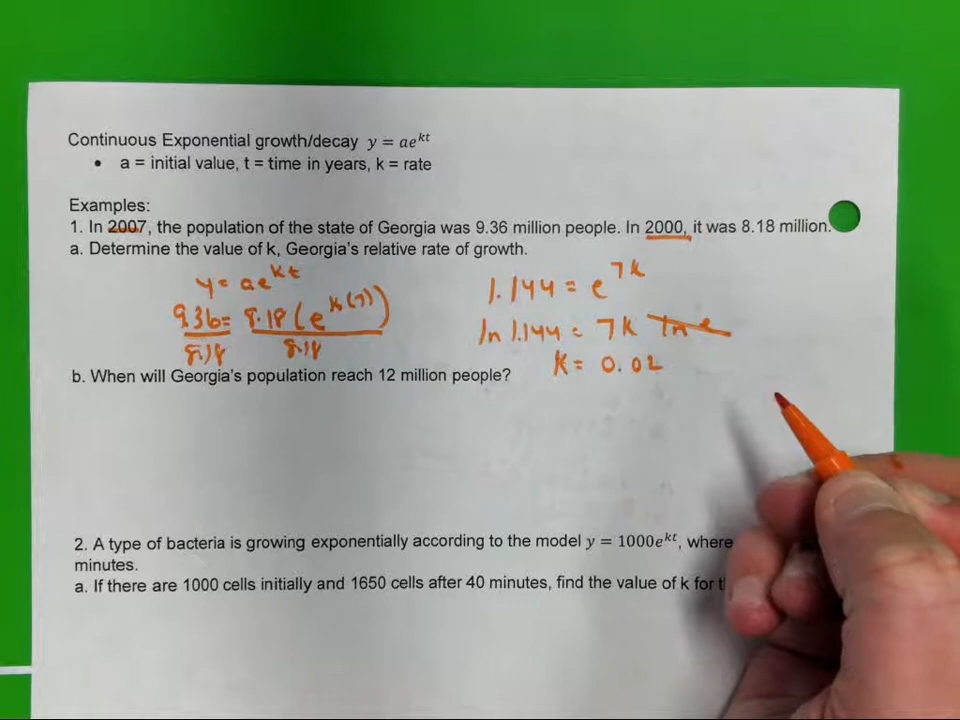 Continuous Exponential growth/decay y = ae^{kt}
• a = initial value, t = time in years, k = rate
Examples:
1. In 2007, the population of the state of Georgia was 9.36 million people. In 2000, it was 8.18 million.
a. Determine the value of k, Georgia's relative rate of growth.
y = ae^{kt}
9.36 = 8.18 (e^{k(7)})
8.18 8.18
1.144 = e^{7k}
ln 1.144 = 7k ln e
k = 0.02
b. When will Georgia's population reach 12 million people?
2. A type of bacteria is growing exponentially according to the model y = 1000e^{kt}, where
minutes.
a. If there are 1000 cells initially and 1650 cells after 40 minutes, find the value of k for